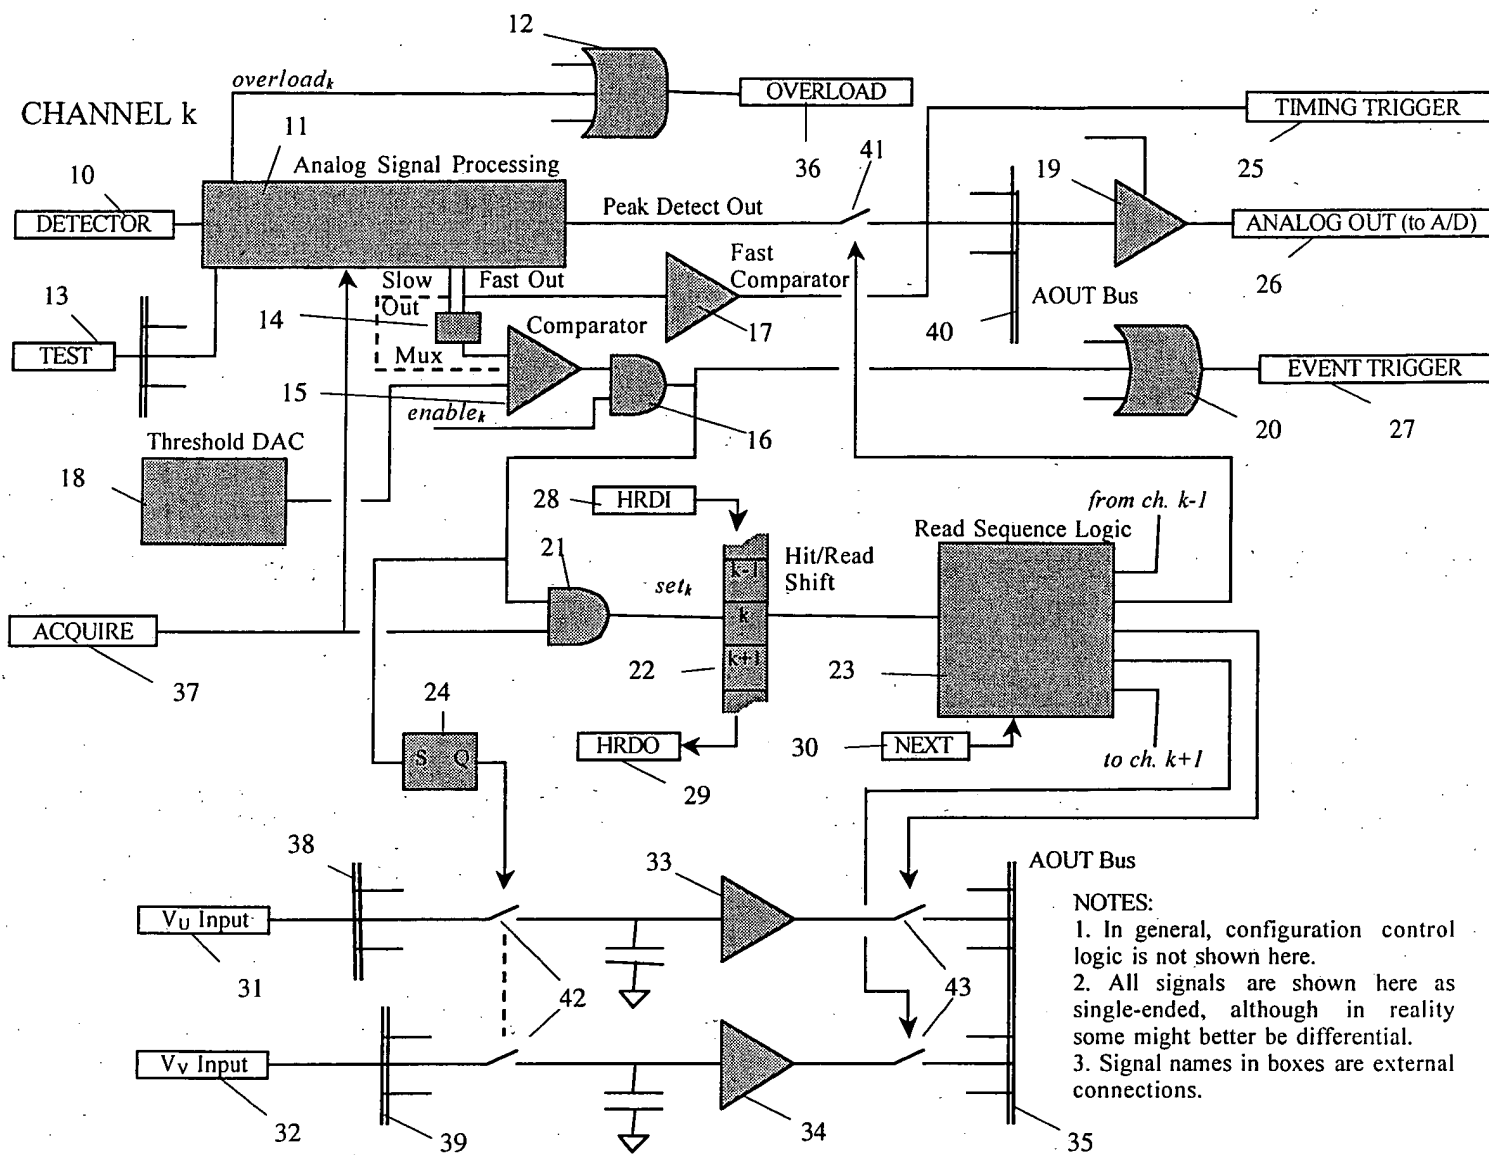 12
overloadk
OVERLOAD
CHANNEL k
TIMING TRIGGER
11
Analog Signal Processing
36
41
25
10
19
DETECTOR
Peak Detect Out
ANALOG OUT (to A/D)
Slow
Out
Fast Out
Fast
Comparator
26
13
14
17
AOUT Bus
40
TEST
Mux
Comparator
EVENT TRIGGER
15
enablek
16
20
27
Threshold DAC
18
28
HRDI
from ch. k-1
Read Sequence Logic
21
k-1
Hit/Read
Shift
setk
k
ACQUIRE
k+1
22
23
37
24
HRDO
30
NEXT
S Q
to ch. k+1
29
38
33
AOUT Bus
VU Input
31
42
43
VV Input
32
39
34
35
NOTES:
1. In general, configuration control
logic is not shown here.
2. All signals are shown here as
single-ended, although in reality
some might better be differential.
3. Signal names in boxes are external
connections.